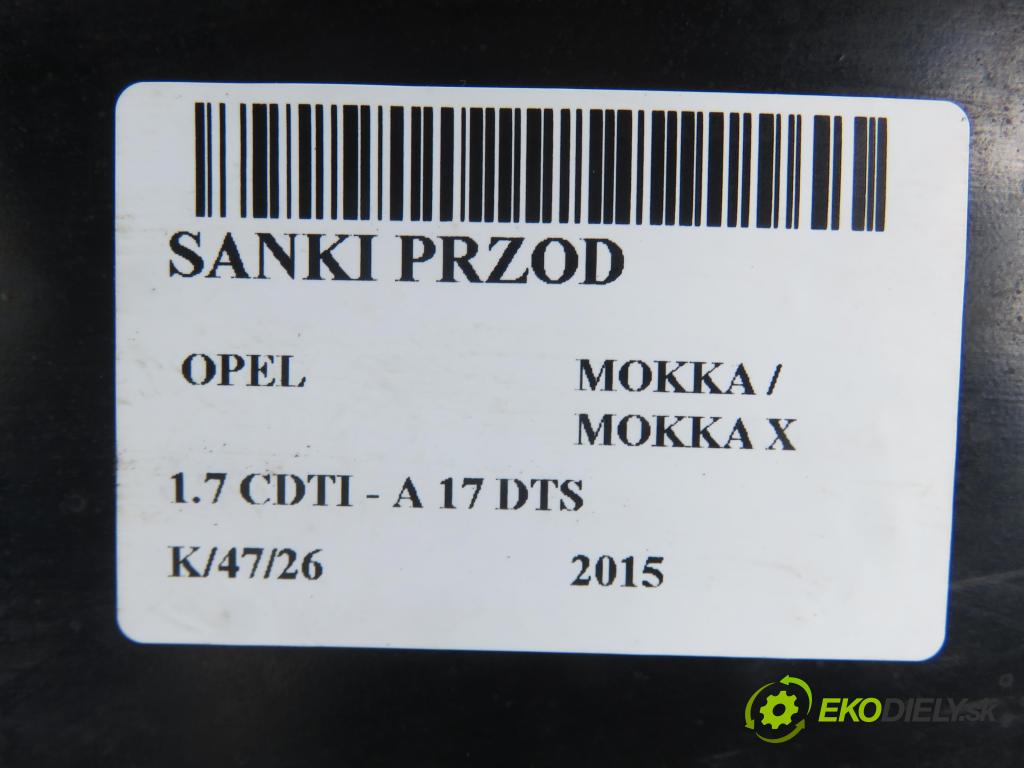 SANKI PRZOD
OPEL MOKKA /
MOKKA X
1.7 CDTI - A 17 DTS
K/47/26 2015
EKODIELY.SK